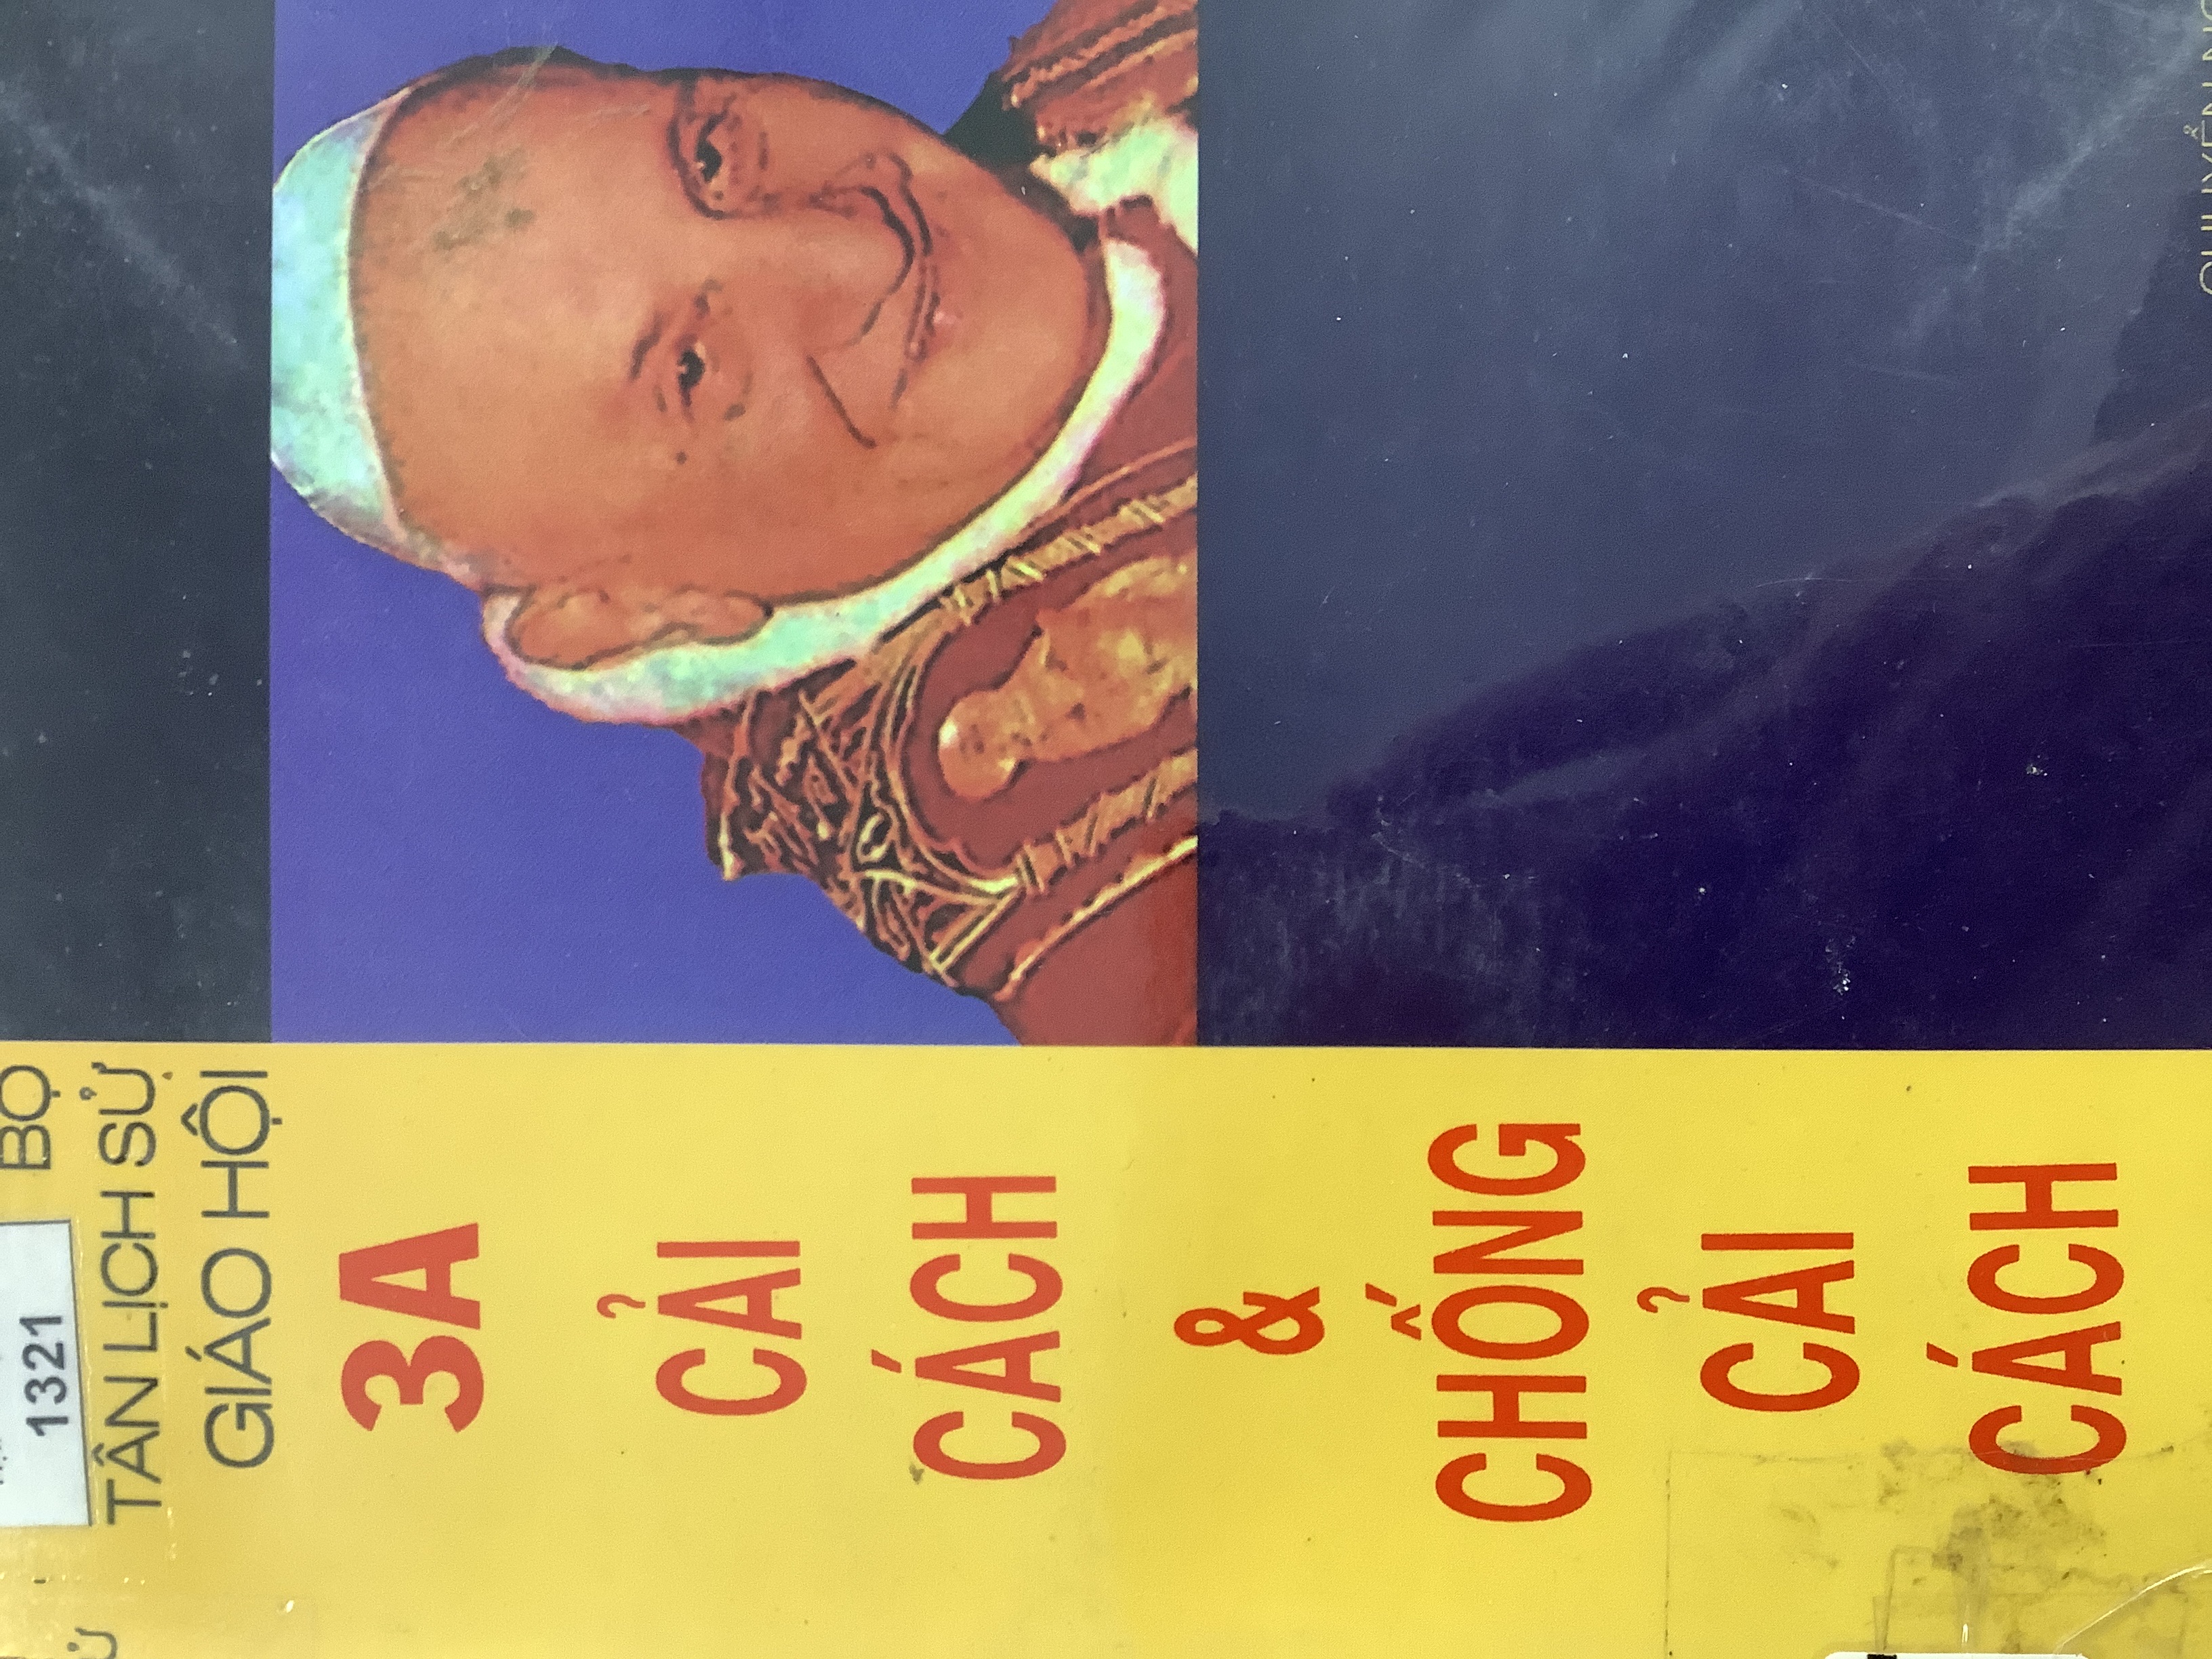 BỘ
TÂN LỊCH SỬ
GIÁO HỘI
3A
CẢI
CÁCH
&
CHỐNG
CẢI
CÁCH
1321